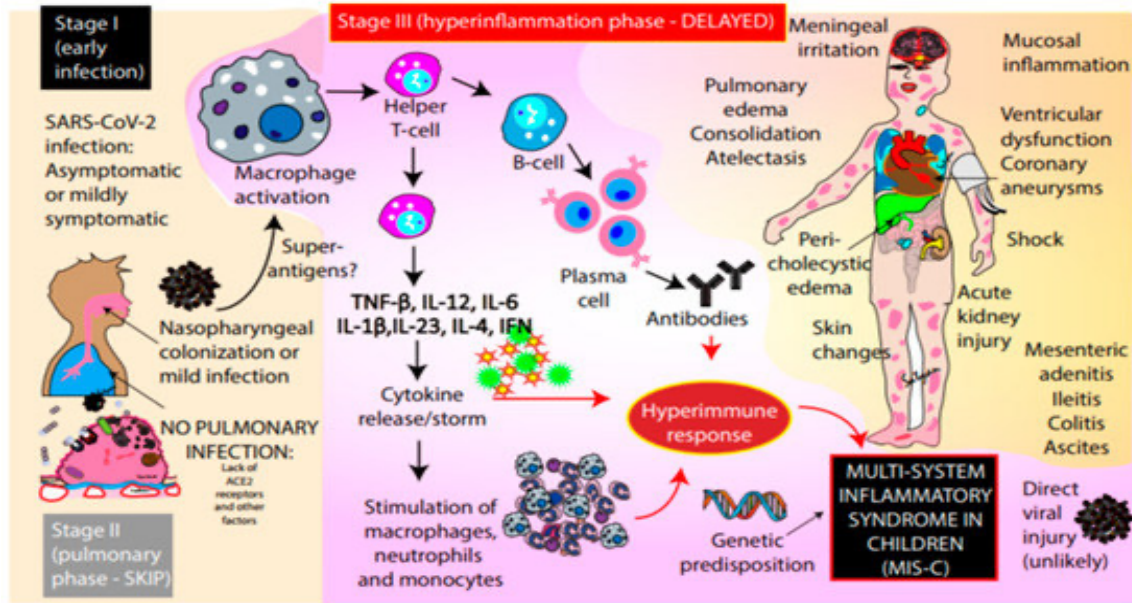 Stage I
(early
infection)
SARS-CoV-2
infection:
Asymptomatic
or mildly
symptomatic
Nasopharyngeal
colonization or
mild infection
NO PULMONARY
INFECTION:
Lack of
ACE2
receptors
and other
factors
Stage II
(pulmonary
phase - SKIP)
Stage III (hyperinflammation phase - DELAYED)
Macrophage
activation
Super-
antigens?
Helper
T-cell
B-cell
Plasma
cell
Antibodies
TNF-β, IL-12, IL-6
IL-1β,IL-23, IL-4, IFN
Cytokine
release/storm
Stimulation of
macrophages,
neutrophils
and monocytes
Hyperimmune
response
Genetic
predisposition
MULTI-SYSTEM
INFLAMMATORY
SYNDROME IN
CHILDREN
(MIS-C)
Direct
viral
injury
(unlikely)
Meningeal
irritation
Mucosal
inflammation
Pulmonary
edema
Consolidation
Atelectasis
Ventricular
dysfunction
Coronary
aneurysms
Shock
Peri-
cholecystic
edema
Acute
kidney
injury
Skin
changes
Mesenteric
adenitis
Ileitis
Colitis
Ascites